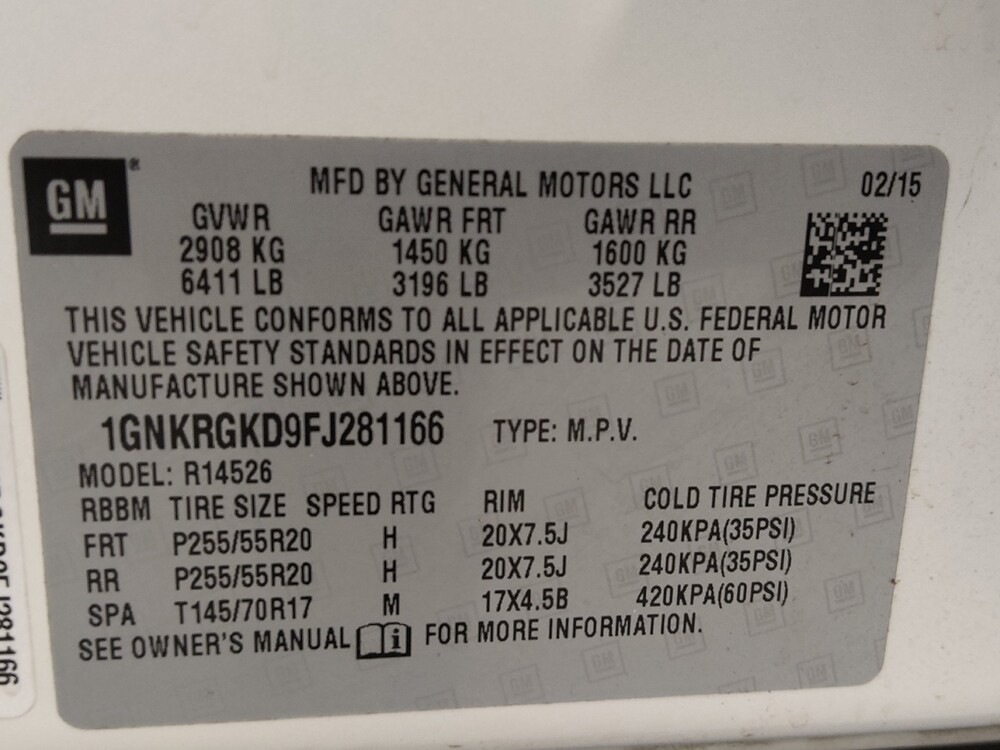 GM®
MFD BY GENERAL MOTORS LLC 02/15
GVWR GAWR FRT GAWR RR
2908 KG 1450 KG 1600 KG
6411 LB 3196 LB 3527 LB
THIS VEHICLE CONFORMS TO ALL APPLICABLE U.S. FEDERAL MOTOR
VEHICLE SAFETY STANDARDS IN EFFECT ON THE DATE OF
MANUFACTURE SHOWN ABOVE.
1GNKRGKD9FJ281166 TYPE: M.P.V.
MODEL: R14526
RBBM TIRE SIZE SPEED RTG RIM COLD TIRE PRESSURE
FRT P255/55R20 H 20X7.5J 240KPA(35PSI)
RR P255/55R20 H 20X7.5J 240KPA(35PSI)
SPA T145/70R17 M 17X4.5B 420KPA(60PSI)
SEE OWNER'S MANUAL i FOR MORE INFORMATION.
J281166